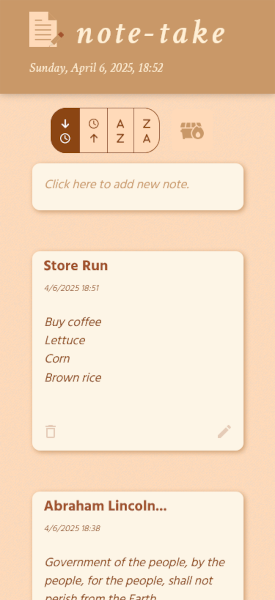 note-take
Sunday, April 6, 2025, 18:52
A Z
Z A
Click here to add new note.
Store Run
4/6/2025 18:51
Buy coffee
Lettuce
Corn
Brown rice
Abraham Lincoln...
4/6/2025 18:38
Government of the people, by the
people, for the people, shall not
perish from the Earth